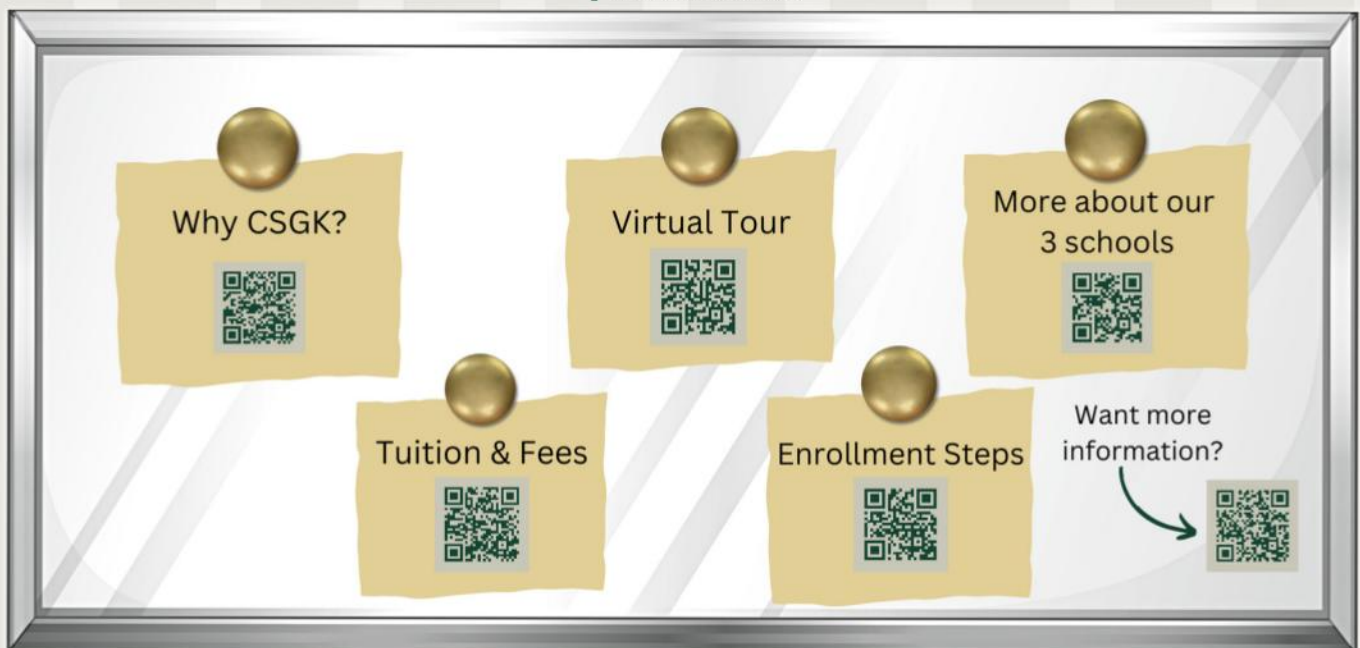 Why CSGK?
Virtual Tour
More about our
3 schools
Tuition & Fees
Enrollment Steps
Want more
information?